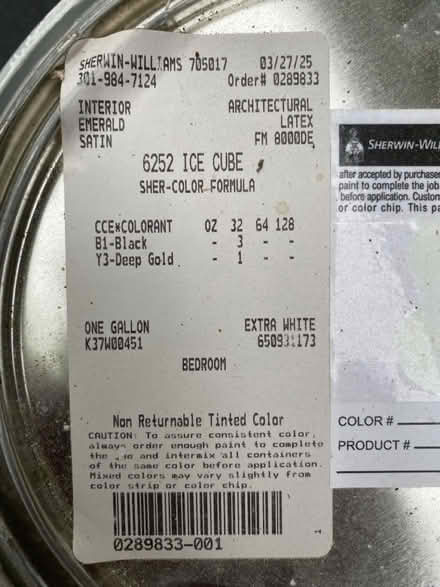 SHERWIN-WILLIAMS 705017 03/27/25
301-984-7124 Order# 0289833
INTERIOR ARCHITECTURAL
EMERALD LATEX
SATIN FM 8000DE
6252 ICE CUBE
SHER-COLOR FORMULA
CCE*COLORANT OZ 32 64 128
B1-Black - 3 - -
Y3-Deep Gold - 1 - -
ONE GALLON EXTRA WHITE
K37W00451 650931173
BEDROOM
Non Returnable Tinted Color
CAUTION: To assure consistent color,
always order enough paint to complete
the and intermix all containers
of the same color before application.
Mixed colors may vary slightly from
color strip or color chip.
0289833-001
SHERWIN-WIL
after accepted by purchase
paint to complete the job
before application. Custom
or color chip. This pa
COLOR #
PRODUCT #